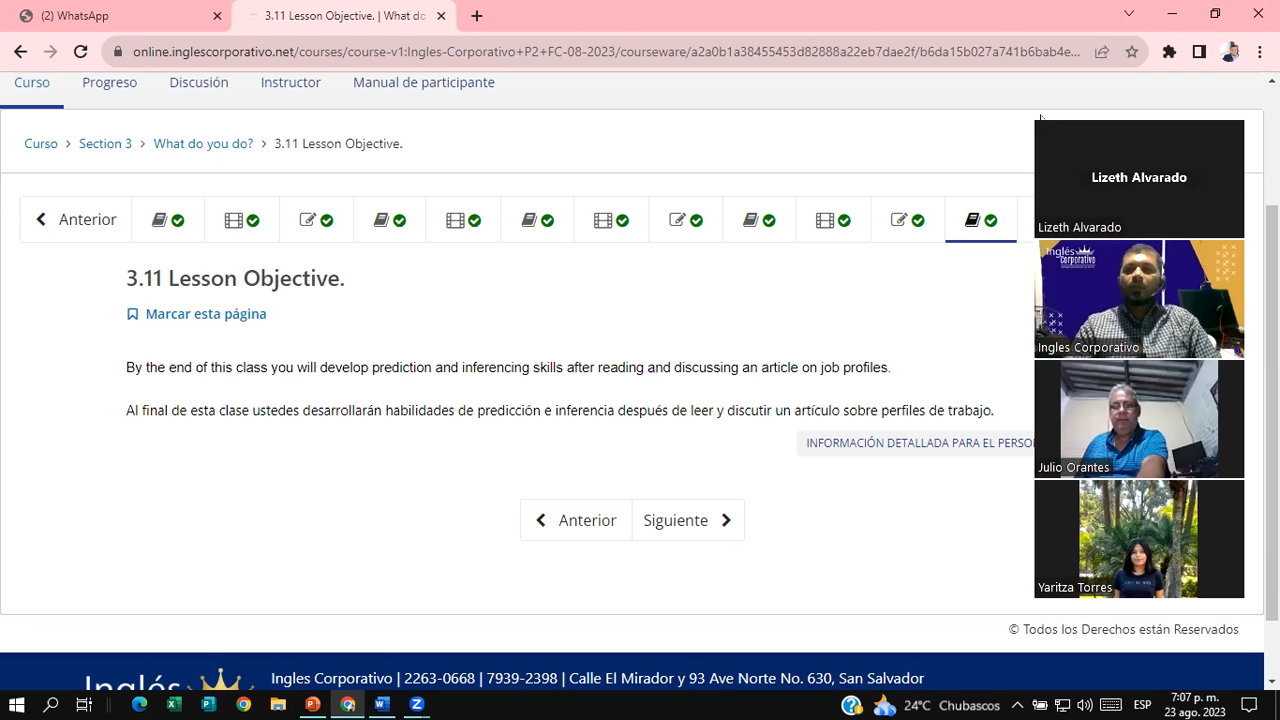 (2) WhatsApp
3.11 Lesson Objective. | What do
online.inglescorporativo.net/courses/course-v1:Ingles-Corporativo+P2+FC-08-2023/courseware/a2a0b1a38455453d82888a22eb7dae2f/b6da15b027a741b6bab4e...
Curso Progreso Discusión Instructor Manual de participante
Curso > Section 3 > What do you do? > 3.11 Lesson Objective.
Anterior
3.11 Lesson Objective.
Marcar esta página
By the end of this class you will develop prediction and inferencing skills after reading and discussing an article on job profiles.
Al final de esta clase ustedes desarrollarán habilidades de predicción e inferencia después de leer y discutir un artículo sobre perfiles de trabajo.
INFORMACIÓN DETALLADA PARA EL PERSON
Anterior Siguiente
Lizeth Alvarado
Lizeth Alvarado
Inglés
corporativo
Ingles Corporativo
Julio Orantes
Yaritza Torres
© Todos los Derechos están Reservados
Inglés
Ingles Corporativo | 2263-0668 | 7939-2398 | Calle El Mirador y 93 Ave Norte No. 630, San Salvador
24°C Chubascos
ESP
7:07 p. m.
23 ago. 2023